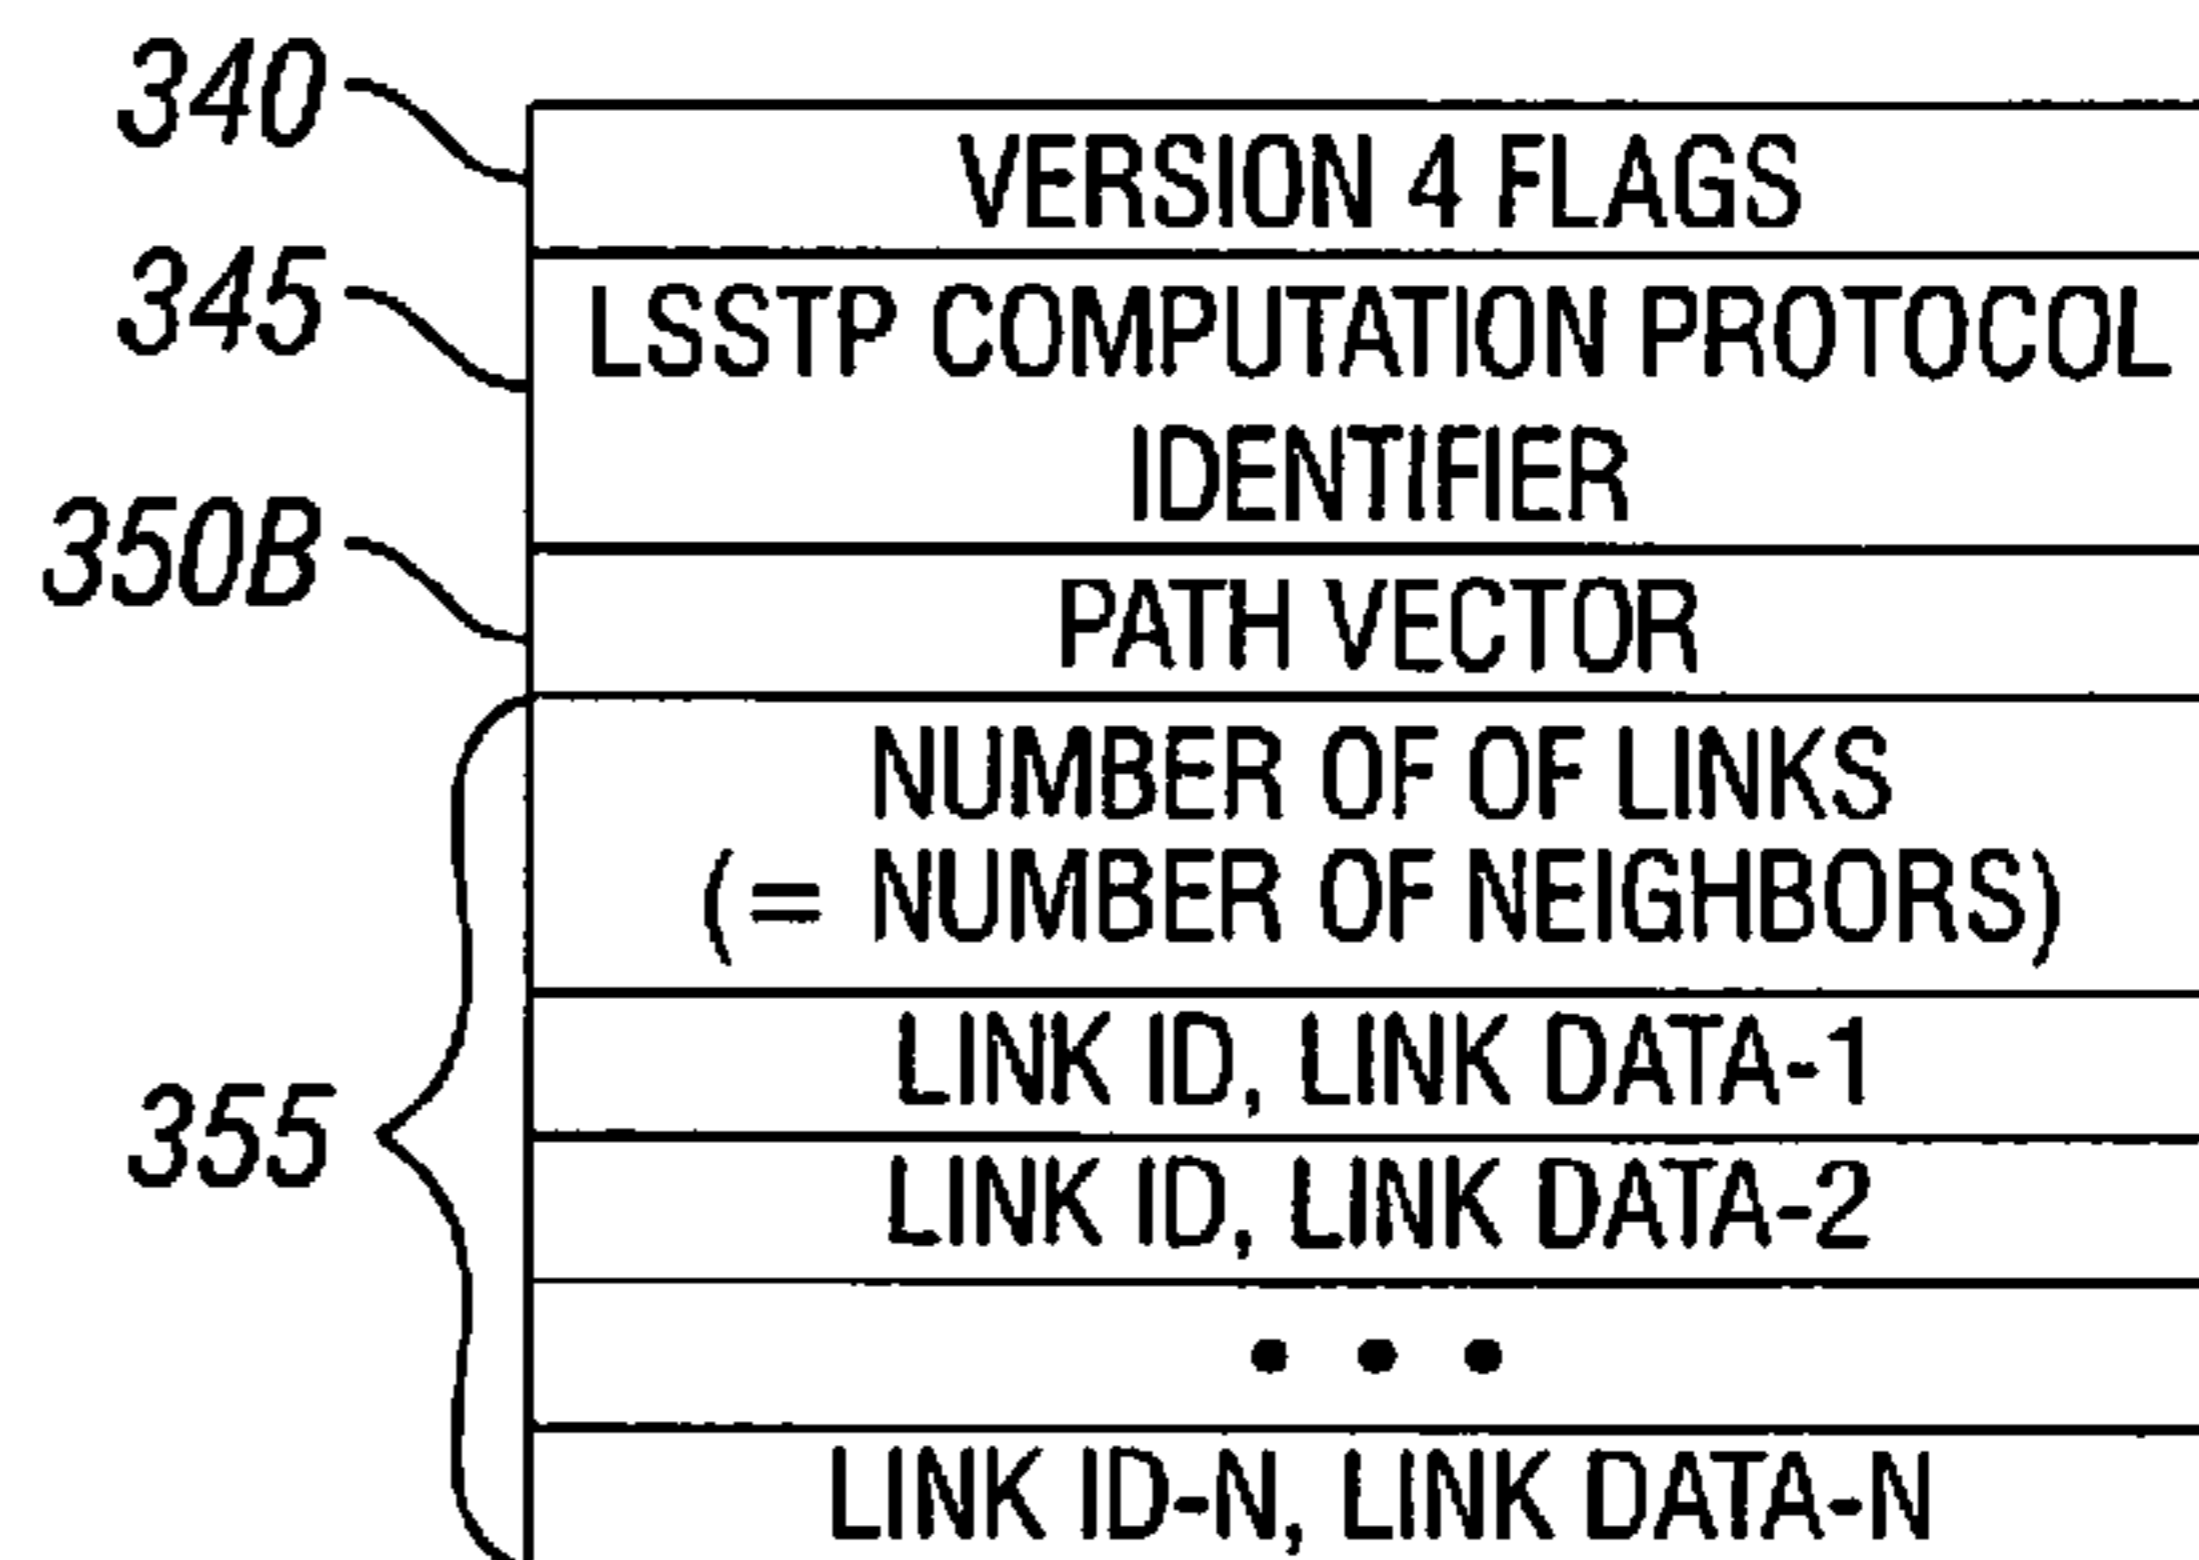 340
VERSION 4 FLAGS
345
LSSTP COMPUTATION PROTOCOL
IDENTIFIER
350B
PATH VECTOR
NUMBER OF OF LINKS
(= NUMBER OF NEIGHBORS)
LINK ID, LINK DATA-1
355
LINK ID, LINK DATA-2
• • •
LINK ID-N, LINK DATA-N